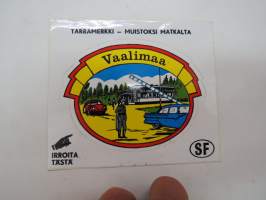 TARRAMERKKI – MUISTOKSI MATKALTA
Vaalimaa
IRROITA
TÄSTÄ
SF